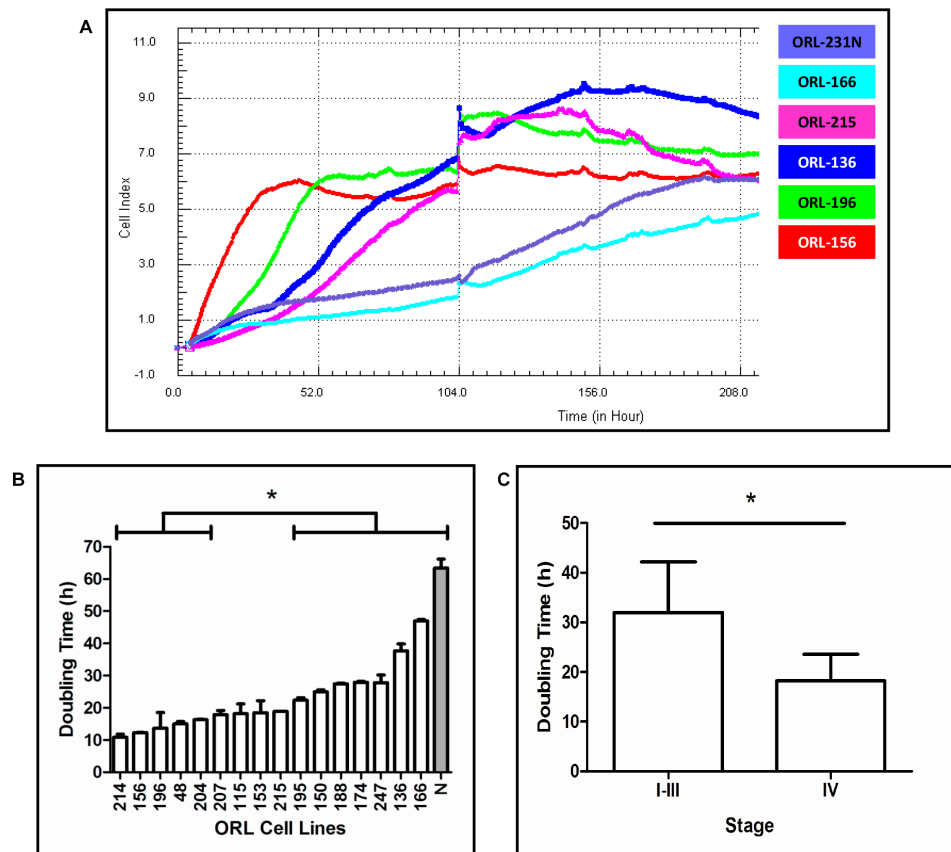 A
11.0
9.0
7.0
5.0
3.0
1.0
-1.0
Cell Index
0.0 52.0 104.0 156.0 208.0
Time (in Hour)
ORL-231N
ORL-166
ORL-215
ORL-136
ORL-196
ORL-156
B
*
70
60
50
40
30
20
10
0
Doubling Time (h)
214 156 196 48 204 207 115 153 215 195 150 188 174 247 136 166 N
ORL Cell Lines
C
*
50
40
30
20
10
0
Doubling Time (h)
I-III IV
Stage